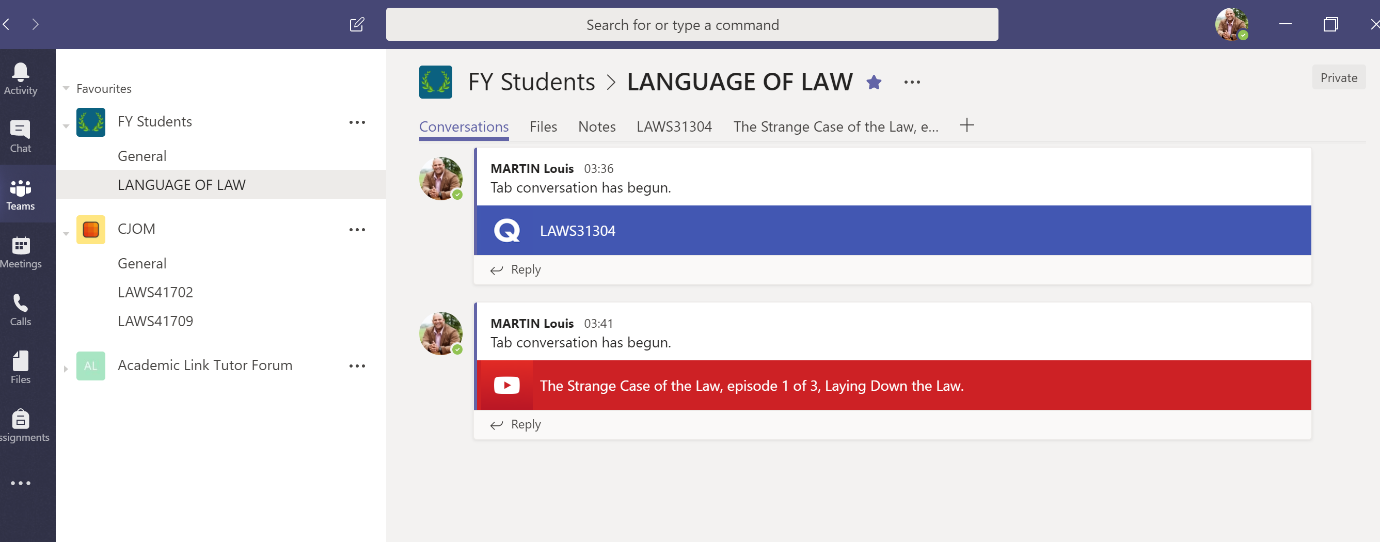 Search for or type a command
Activity
Chat
Teams
Meetings
Calls
Files
ssignments
Favourites
FY Students
General
LANGUAGE OF LAW
CJOM
General
LAWS41702
LAWS41709
AL Academic Link Tutor Forum
FY Students > LANGUAGE OF LAW
Private
Conversations Files Notes LAWS31304 The Strange Case of the Law, e...
MARTIN Louis 03:36
Tab conversation has begun.
LAWS31304
Reply
MARTIN Louis 03:41
Tab conversation has begun.
The Strange Case of the Law, episode 1 of 3, Laying Down the Law.
Reply